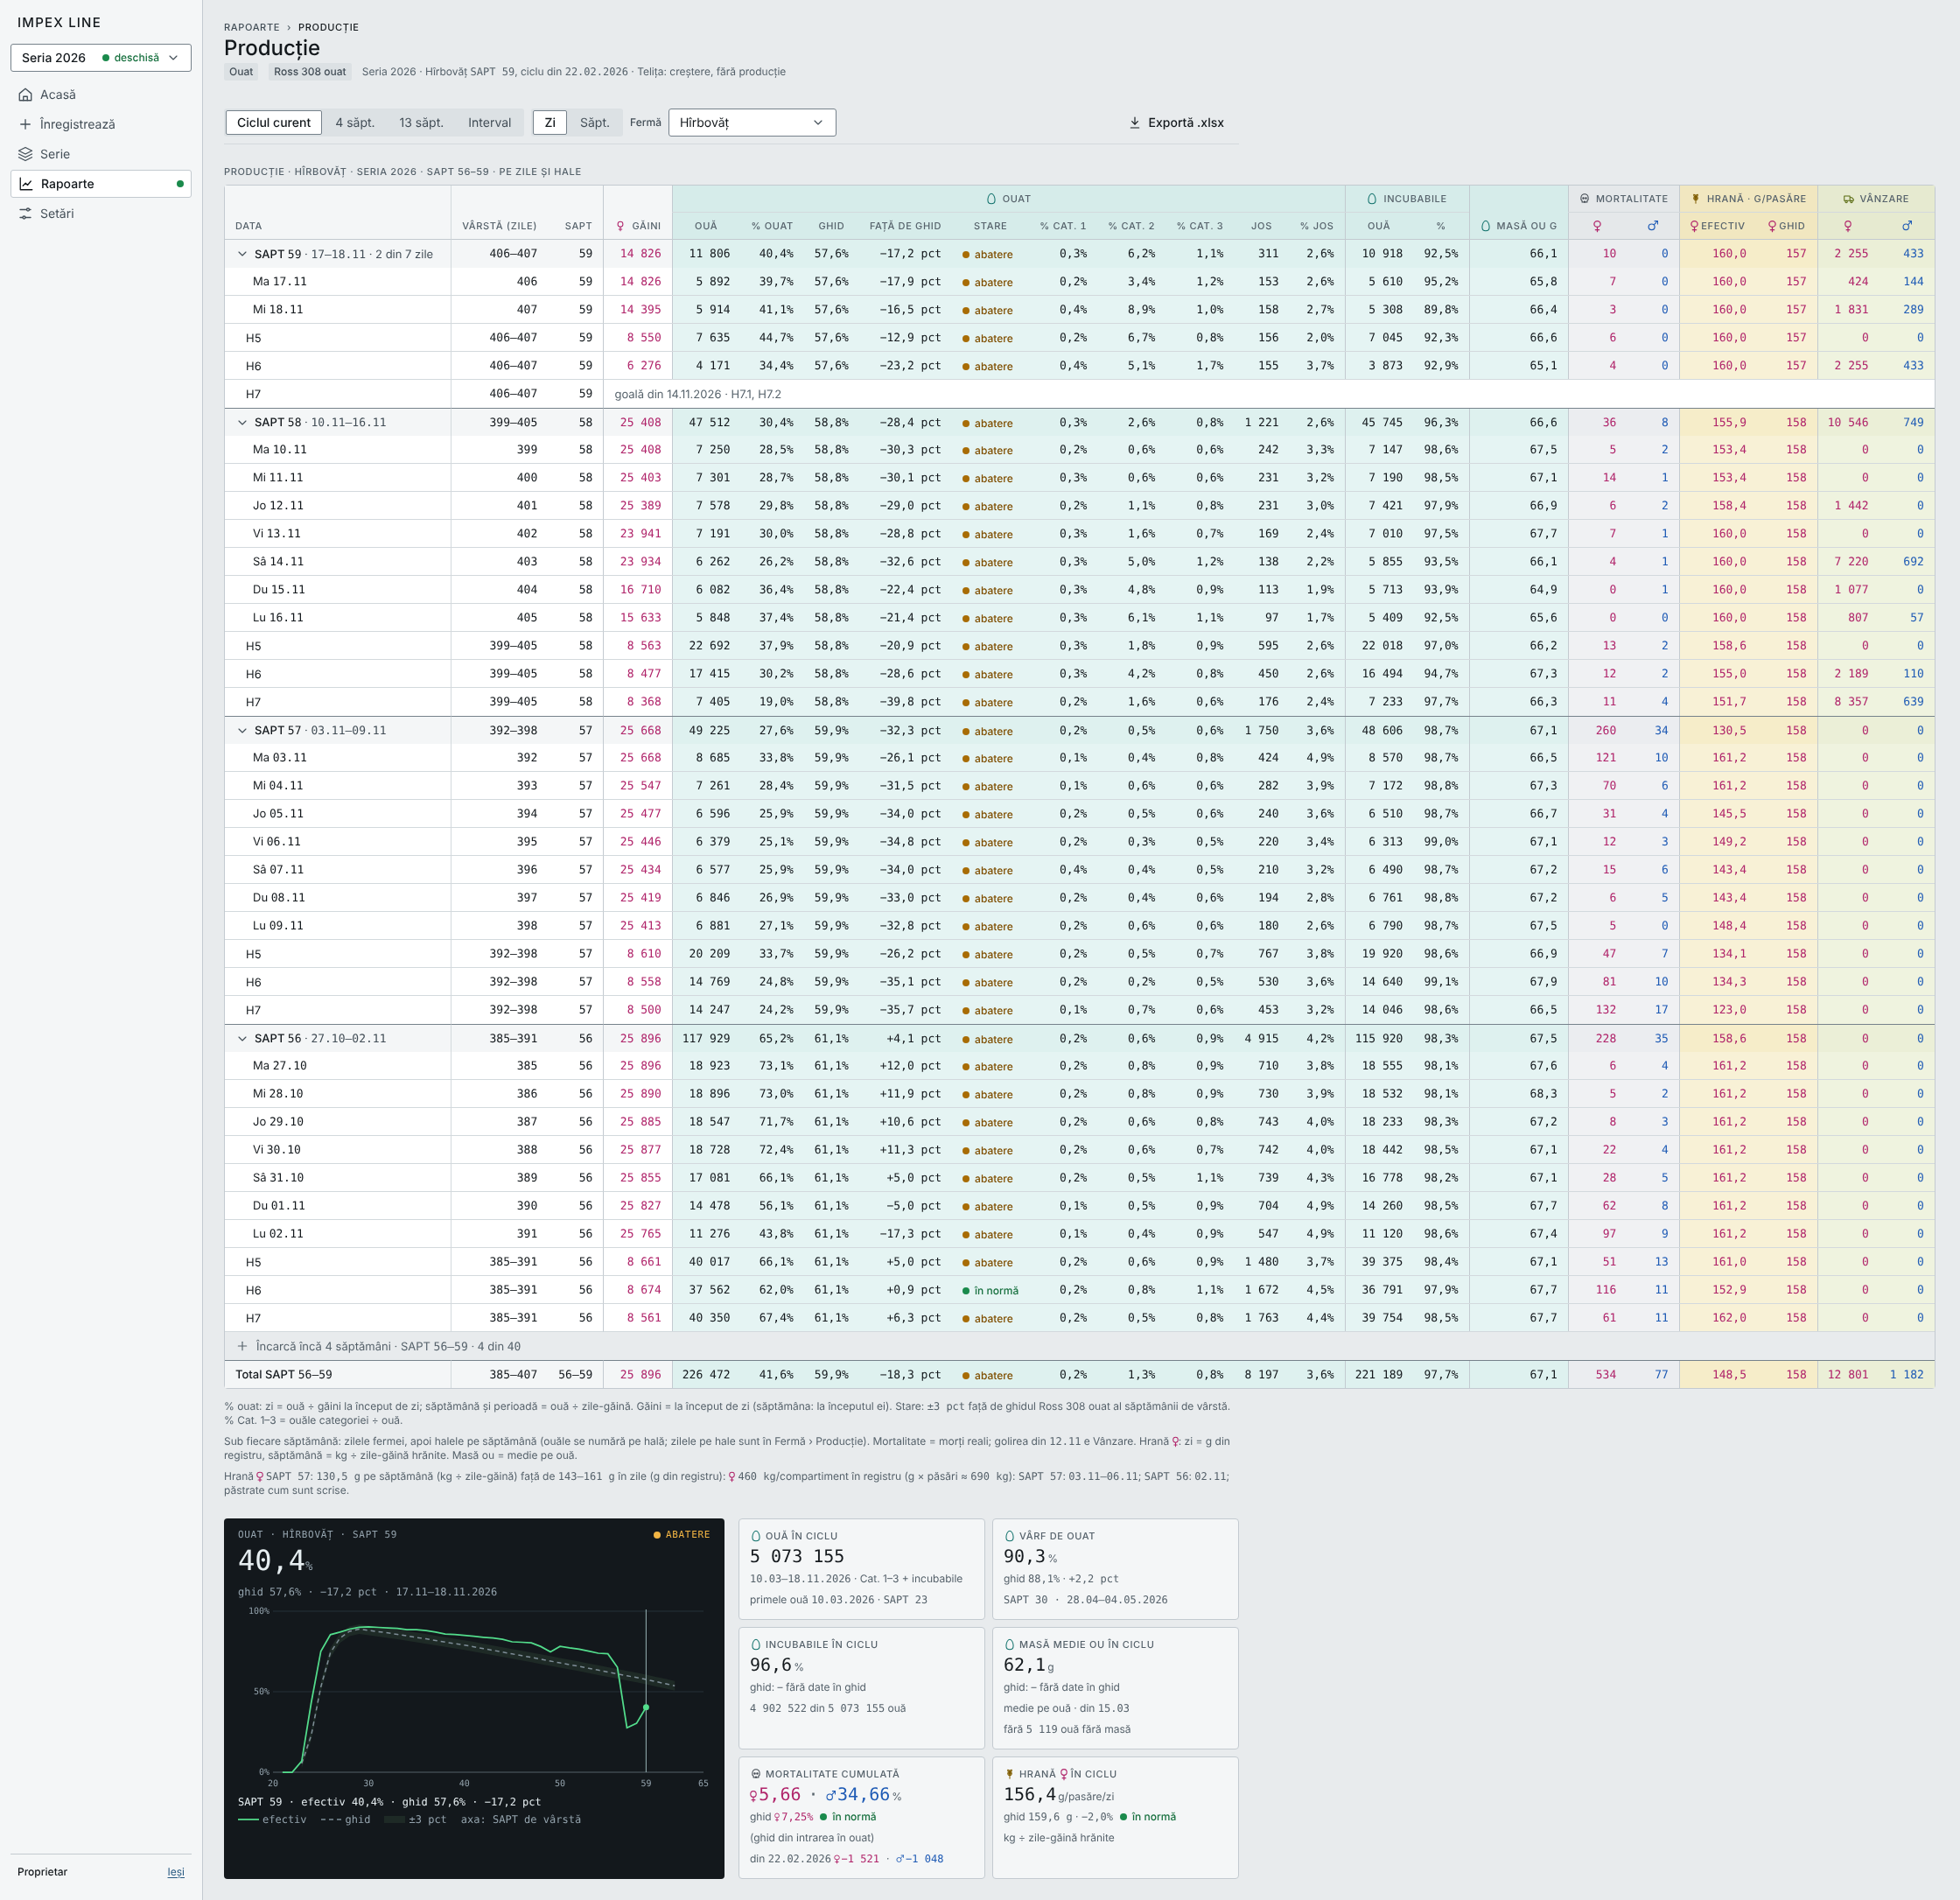 IMPEX LINE
Seria 2026 deschisă
Acasă
Înregistrează
Serie
Rapoarte
Setări
Proprietar Ieși
RAPOARTE › PRODUCȚIE
Producție
Ouat Ross 308 ouat Seria 2026 · Hîrbovăț SAPT 59, ciclu din 22.02.2026 · Telița: creștere, fără producție
Ciclul curent 4 săpt. 13 săpt. Interval Zi Săpt. Fermă Hîrbovăț Exportă .xlsx
PRODUCȚIE · HÎRBOVĂȚ · SERIA 2026 · SAPT 56–59 · PE ZILE ȘI HALE
OUAT INCUBABILE MORTALITATE HRANĂ · G/PASĂRE VÂNZARE
DATA VÂRSTĂ (ZILE) SAPT ♀ GĂINI OUĂ % OUAT GHID FAȚĂ DE GHID STARE % CAT. 1 % CAT. 2 % CAT. 3 JOS % JOS OUĂ % MASĂ OU G ♀ ♂ ♀ EFECTIV ♀ GHID ♀ ♂
SAPT 59 · 17–18.11 · 2 din 7 zile 406–407 59 14 826 11 806 40,4% 57,6% −17,2 pct abatere 0,3% 6,2% 1,1% 311 2,6% 10 918 92,5% 66,1 10 0 160,0 157 2 255 433
Ma 17.11 406 59 14 826 5 892 39,7% 57,6% −17,9 pct abatere 0,2% 3,4% 1,2% 153 2,6% 5 610 95,2% 65,8 7 0 160,0 157 424 144
Mi 18.11 407 59 14 395 5 914 41,1% 57,6% −16,5 pct abatere 0,4% 8,9% 1,0% 158 2,7% 5 308 89,8% 66,4 3 0 160,0 157 1 831 289
H5 406–407 59 8 550 7 635 44,7% 57,6% −12,9 pct abatere 0,2% 6,7% 0,8% 156 2,0% 7 045 92,3% 66,6 6 0 160,0 157 0 0
H6 406–407 59 6 276 4 171 34,4% 57,6% −23,2 pct abatere 0,4% 5,1% 1,7% 155 3,7% 3 873 92,9% 65,1 4 0 160,0 157 2 255 433
H7 406–407 59 goală din 14.11.2026 · H7.1, H7.2
SAPT 58 · 10.11–16.11 399–405 58 25 408 47 512 30,4% 58,8% −28,4 pct abatere 0,3% 2,6% 0,8% 1 221 2,6% 45 745 96,3% 66,6 36 8 155,9 158 10 546 749
Ma 10.11 399 58 25 408 7 250 28,5% 58,8% −30,3 pct abatere 0,2% 0,6% 0,6% 242 3,3% 7 147 98,6% 67,5 5 2 153,4 158 0 0
Mi 11.11 400 58 25 403 7 301 28,7% 58,8% −30,1 pct abatere 0,3% 0,6% 0,6% 231 3,2% 7 190 98,5% 67,1 14 1 153,4 158 0 0
Jo 12.11 401 58 25 389 7 578 29,8% 58,8% −29,0 pct abatere 0,2% 1,1% 0,8% 231 3,0% 7 421 97,9% 66,9 6 2 158,4 158 1 442 0
Vi 13.11 402 58 23 941 7 191 30,0% 58,8% −28,8 pct abatere 0,2% 1,6% 0,7% 169 2,4% 7 010 97,5% 67,7 7 1 160,0 158 0 0
Sâ 14.11 403 58 23 934 6 262 26,2% 58,8% −32,6 pct abatere 0,3% 5,0% 1,2% 138 2,2% 5 855 93,5% 66,1 4 1 160,0 158 7 220 692
Du 15.11 404 58 16 710 6 082 36,4% 58,8% −22,4 pct abatere 0,3% 4,8% 0,9% 113 1,9% 5 713 93,9% 64,9 0 1 160,0 158 1 077 0
Lu 16.11 405 58 15 633 5 848 37,4% 58,8% −21,4 pct abatere 0,3% 6,1% 1,1% 97 1,7% 5 409 92,5% 65,6 0 0 160,0 158 807 57
H5 399–405 58 8 563 22 692 37,9% 58,8% −20,9 pct abatere 0,3% 1,8% 0,9% 595 2,6% 22 018 97,0% 66,2 13 2 158,6 158 0 0
H6 399–405 58 8 477 17 415 30,2% 58,8% −28,6 pct abatere 0,3% 4,2% 0,8% 450 2,6% 16 494 94,7% 67,3 12 2 155,0 158 2 189 110
H7 399–405 58 8 368 7 405 19,0% 58,8% −39,8 pct abatere 0,2% 1,6% 0,6% 176 2,4% 7 233 97,7% 66,3 11 4 151,7 158 8 357 639
SAPT 57 · 03.11–09.11 392–398 57 25 668 49 225 27,6% 59,9% −32,3 pct abatere 0,2% 0,5% 0,6% 1 750 3,6% 48 606 98,7% 67,1 260 34 130,5 158 0 0
Ma 03.11 392 57 25 668 8 685 33,8% 59,9% −26,1 pct abatere 0,1% 0,4% 0,8% 424 4,9% 8 570 98,7% 66,5 121 10 161,2 158 0 0
Mi 04.11 393 57 25 547 7 261 28,4% 59,9% −31,5 pct abatere 0,1% 0,6% 0,6% 282 3,9% 7 172 98,8% 67,3 70 6 161,2 158 0 0
Jo 05.11 394 57 25 477 6 596 25,9% 59,9% −34,0 pct abatere 0,2% 0,5% 0,6% 240 3,6% 6 510 98,7% 66,7 31 4 145,5 158 0 0
Vi 06.11 395 57 25 446 6 379 25,1% 59,9% −34,8 pct abatere 0,2% 0,3% 0,5% 220 3,4% 6 313 99,0% 67,1 12 3 149,2 158 0 0
Sâ 07.11 396 57 25 434 6 577 25,9% 59,9% −34,0 pct abatere 0,4% 0,4% 0,5% 210 3,2% 6 490 98,7% 67,2 15 6 143,4 158 0 0
Du 08.11 397 57 25 419 6 846 26,9% 59,9% −33,0 pct abatere 0,2% 0,4% 0,6% 194 2,8% 6 761 98,8% 67,2 6 5 143,4 158 0 0
Lu 09.11 398 57 25 413 6 881 27,1% 59,9% −32,8 pct abatere 0,2% 0,6% 0,6% 180 2,6% 6 790 98,7% 67,5 5 0 148,4 158 0 0
H5 392–398 57 8 610 20 209 33,7% 59,9% −26,2 pct abatere 0,2% 0,5% 0,7% 767 3,8% 19 920 98,6% 66,9 47 7 134,1 158 0 0
H6 392–398 57 8 558 14 769 24,8% 59,9% −35,1 pct abatere 0,2% 0,2% 0,5% 530 3,6% 14 640 99,1% 67,9 81 10 134,3 158 0 0
H7 392–398 57 8 500 14 247 24,2% 59,9% −35,7 pct abatere 0,1% 0,7% 0,6% 453 3,2% 14 046 98,6% 66,5 132 17 123,0 158 0 0
SAPT 56 · 27.10–02.11 385–391 56 25 896 117 929 65,2% 61,1% +4,1 pct abatere 0,2% 0,6% 0,9% 4 915 4,2% 115 920 98,3% 67,5 228 35 158,6 158 0 0
Ma 27.10 385 56 25 896 18 923 73,1% 61,1% +12,0 pct abatere 0,2% 0,8% 0,9% 710 3,8% 18 555 98,1% 67,6 6 4 161,2 158 0 0
Mi 28.10 386 56 25 890 18 896 73,0% 61,1% +11,9 pct abatere 0,2% 0,8% 0,9% 730 3,9% 18 532 98,1% 68,3 5 2 161,2 158 0 0
Jo 29.10 387 56 25 885 18 547 71,7% 61,1% +10,6 pct abatere 0,2% 0,6% 0,8% 743 4,0% 18 233 98,3% 67,2 8 3 161,2 158 0 0
Vi 30.10 388 56 25 877 18 728 72,4% 61,1% +11,3 pct abatere 0,2% 0,6% 0,7% 742 4,0% 18 442 98,5% 67,1 22 4 161,2 158 0 0
Sâ 31.10 389 56 25 855 17 081 66,1% 61,1% +5,0 pct abatere 0,2% 0,5% 1,1% 739 4,3% 16 778 98,2% 67,1 28 5 161,2 158 0 0
Du 01.11 390 56 25 827 14 478 56,1% 61,1% −5,0 pct abatere 0,1% 0,5% 0,9% 704 4,9% 14 260 98,5% 67,7 62 8 161,2 158 0 0
Lu 02.11 391 56 25 765 11 276 43,8% 61,1% −17,3 pct abatere 0,1% 0,4% 0,9% 547 4,9% 11 120 98,6% 67,4 97 9 161,2 158 0 0
H5 385–391 56 8 661 40 017 66,1% 61,1% +5,0 pct abatere 0,2% 0,6% 0,9% 1 480 3,7% 39 375 98,4% 67,1 51 13 161,0 158 0 0
H6 385–391 56 8 674 37 562 62,0% 61,1% +0,9 pct în normă 0,2% 0,8% 1,1% 1 672 4,5% 36 791 97,9% 67,7 116 11 152,9 158 0 0
H7 385–391 56 8 561 40 350 67,4% 61,1% +6,3 pct abatere 0,2% 0,5% 0,8% 1 763 4,4% 39 754 98,5% 67,7 61 11 162,0 158 0 0
Încarcă încă 4 săptămâni · SAPT 56–59 · 4 din 40
Total SAPT 56–59 385–407 56–59 25 896 226 472 41,6% 59,9% −18,3 pct abatere 0,2% 1,3% 0,8% 8 197 3,6% 221 189 97,7% 67,1 534 77 148,5 158 12 801 1 182
% ouat: zi = ouă ÷ găini la început de zi; săptămână și perioadă = ouă ÷ zile-găină. Găini = la început de zi (săptămâna: la începutul ei). Stare: ±3 pct față de ghidul Ross 308 ouat al săptămânii de vârstă.
% Cat. 1–3 = ouăle categoriei ÷ ouă.
Sub fiecare săptămână: zilele fermei, apoi halele pe săptămână (ouăle se numără pe hală; zilele pe hale sunt în Fermă › Producție). Mortalitate = morți reali; golirea din 12.11 e Vânzare. Hrană ♀: zi = g din
registru, săptămână = kg ÷ zile-găină hrănite. Masă ou = medie pe ouă.
Hrană ♀ SAPT 57: 130,5 g pe săptămână (kg ÷ zile-găină) față de 143–161 g în zile (g din registru): ♀ 460 kg/compartiment în registru (g × păsări ≈ 690 kg): SAPT 57: 03.11–06.11; SAPT 56: 02.11;
păstrate cum sunt scrise.
OUAT · HÎRBOVĂȚ · SAPT 59 ABATERE
40,4%
ghid 57,6% · −17,2 pct · 17.11–18.11.2026
100%
50%
0%
20 30 40 50 59 65
SAPT 59 · efectiv 40,4% · ghid 57,6% · −17,2 pct
efectiv ghid ±3 pct axa: SAPT de vârstă
OUĂ ÎN CICLU
5 073 155
10.03–18.11.2026 · Cat. 1–3 + incubabile
primele ouă 10.03.2026 · SAPT 23
VÂRF DE OUAT
90,3%
ghid 88,1% · +2,2 pct
SAPT 30 · 28.04–04.05.2026
INCUBABILE ÎN CICLU
96,6%
ghid: – fără date în ghid
4 902 522 din 5 073 155 ouă
MASĂ MEDIE OU ÎN CICLU
62,1g
ghid: – fără date în ghid
medie pe ouă · din 15.03
fără 5 119 ouă fără masă
MORTALITATE CUMULATĂ
♀5,66 · ♂34,66%
ghid ♀7,25% în normă
(ghid din intrarea în ouat)
din 22.02.2026 ♀−1 521 · ♂−1 048
HRANĂ ♀ ÎN CICLU
156,4g/pasăre/zi
ghid 159,6 g · −2,0% în normă
kg ÷ zile-găină hrănite